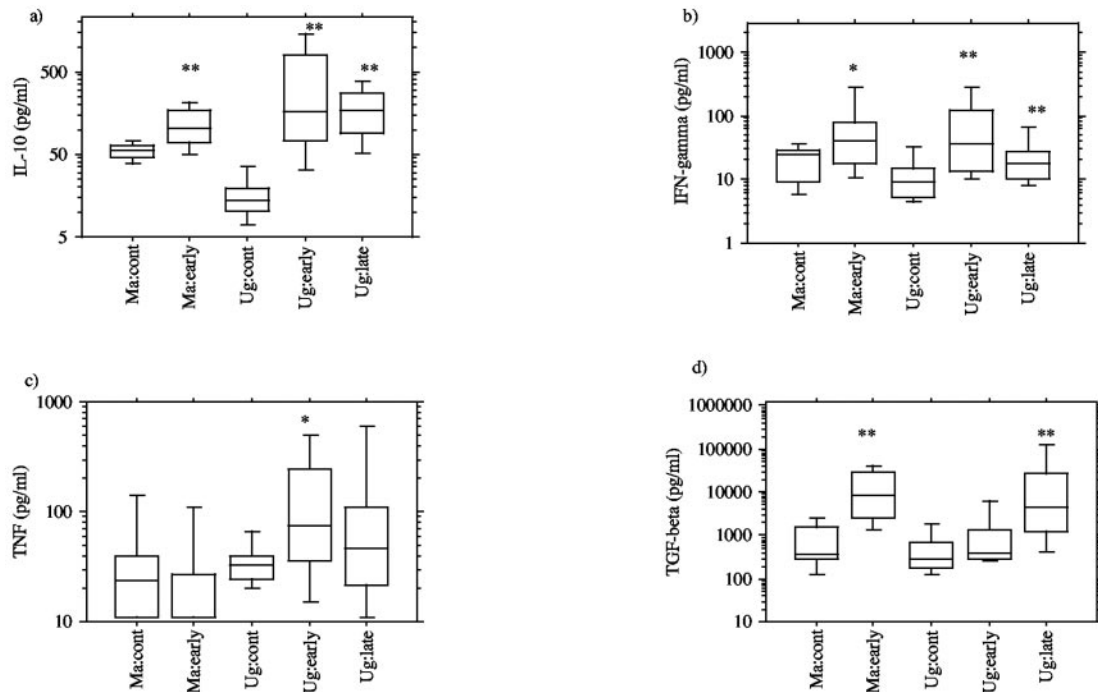 a)
IL-10 (pg/ml)
500
50
5
**
**
**
Ma:cont
Ma:early
Ug:cont
Ug:early
Ug:late
b)
IFN-gamma (pg/ml)
1000
100
10
1
*
**
**
Ma:cont
Ma:early
Ug:cont
Ug:early
Ug:late
c)
TNF (pg/ml)
1000
100
10
*
Ma:cont
Ma:early
Ug:cont
Ug:early
Ug:late
d)
TGF-beta (pg/ml)
1000000
100000
10000
1000
100
10
**
**
Ma:cont
Ma:early
Ug:cont
Ug:early
Ug:late